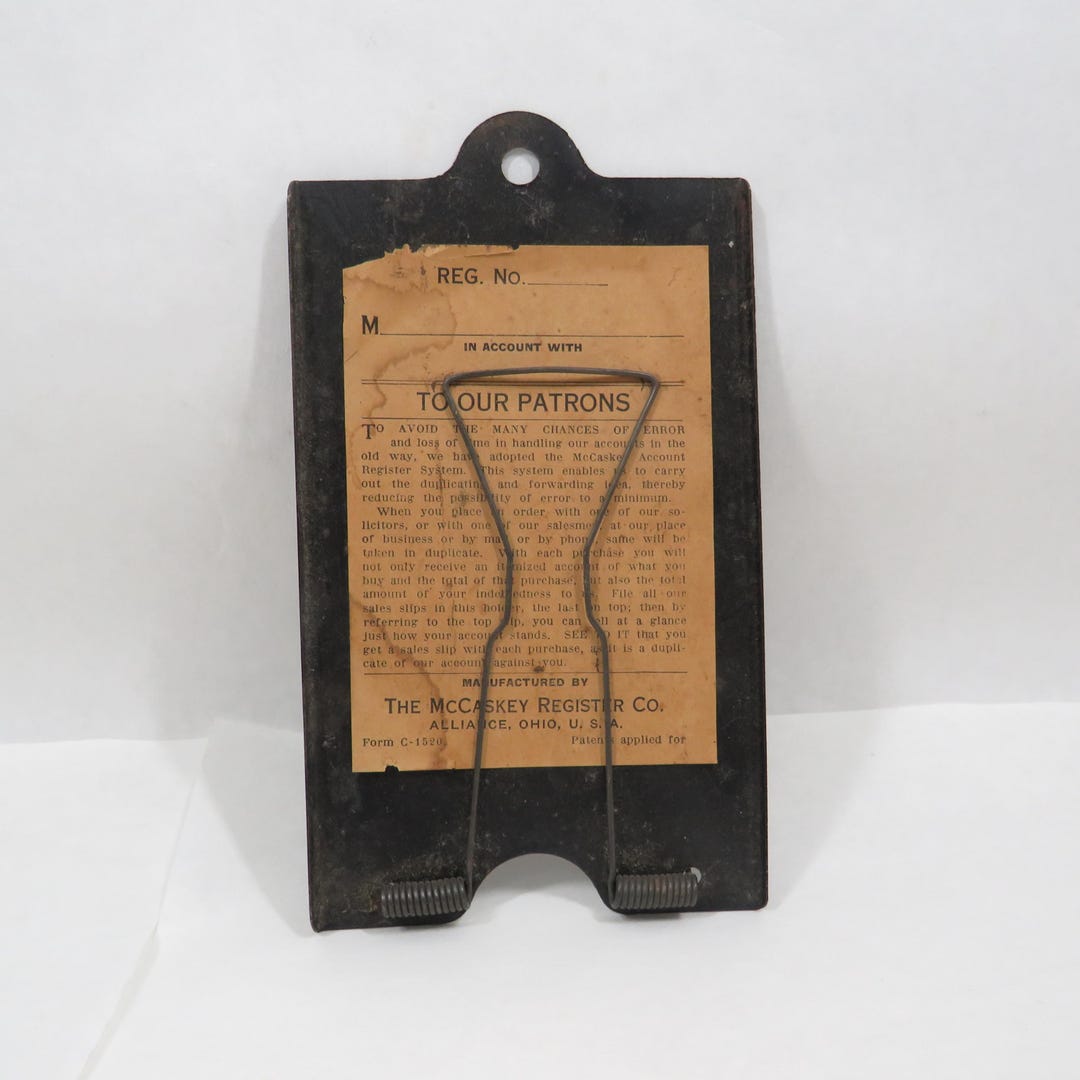 REG. No.
M
IN ACCOUNT WITH
TO OUR PATRONS
TO AVOID THE MANY CHANCES OF ERROR
and loss of time in handling our accounts in the
old way, we have adopted the McCaskey Account
Register System. This system enables us to carry
out the duplicating and forwarding idea, thereby
reducing the possibility of error to a minimum.
When you place an order with one of our so-
licitors, or with one of our salesmen at our place
of business or by mail or by phone same will be
taken in duplicate. With each purchase you will
not only receive an itemized account of what you
buy and the total of that purchase, but also the total
amount of your indebtedness to us. File all our
sales slips in this holder, the last on top; then by
referring to the top slip, you can tell at a glance
just how your account stands. SEE TO IT that you
get a sales slip with each purchase, as it is a dupli-
cate of our account against you.
MANUFACTURED BY
THE MCCASKEY REGISTER CO.
ALLIANCE, OHIO, U. S. A.
Form C-1520. Patents applied for